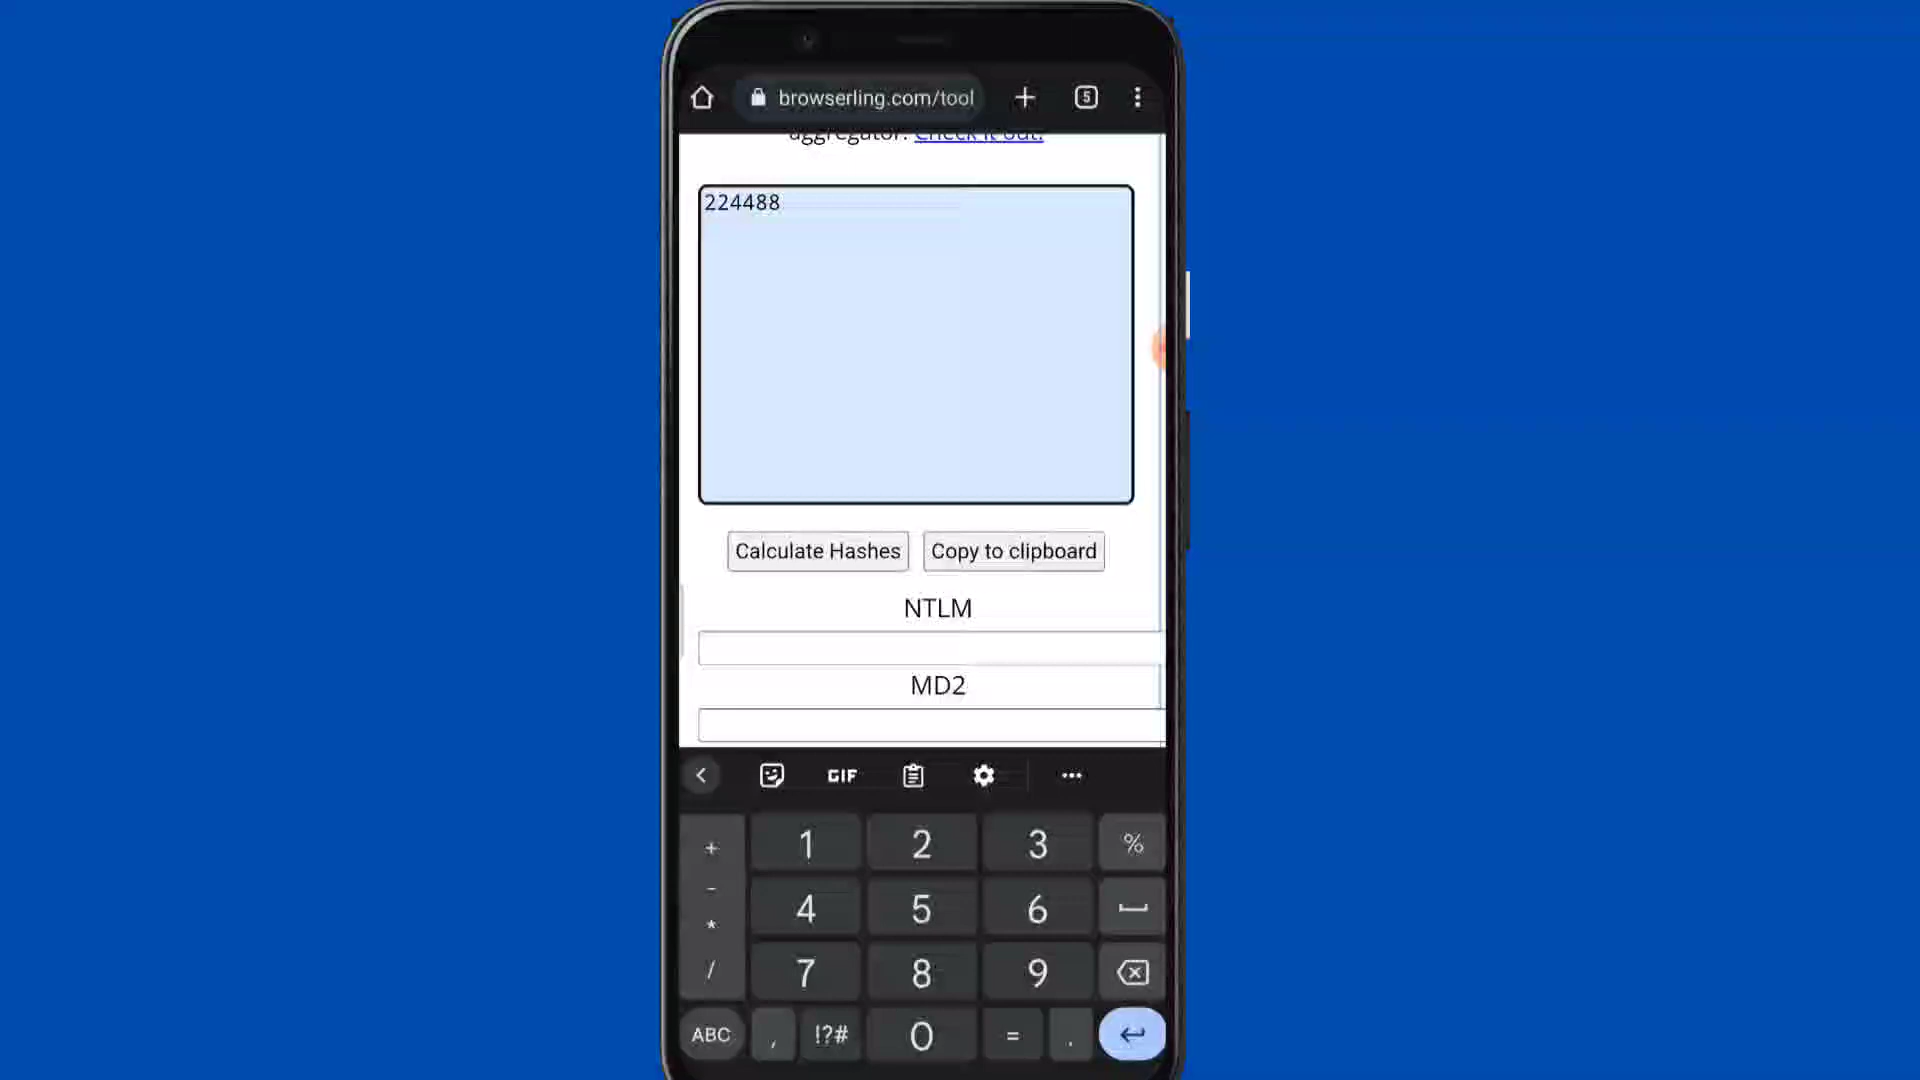 browserling.com/tool
5
aggregator. Check it out!
224488
Calculate Hashes
Copy to clipboard
NTLM
MD2
GIF
+ 1 2 3 %
- 4 5 6
*
/ 7 8 9
ABC , !?# 0 = .